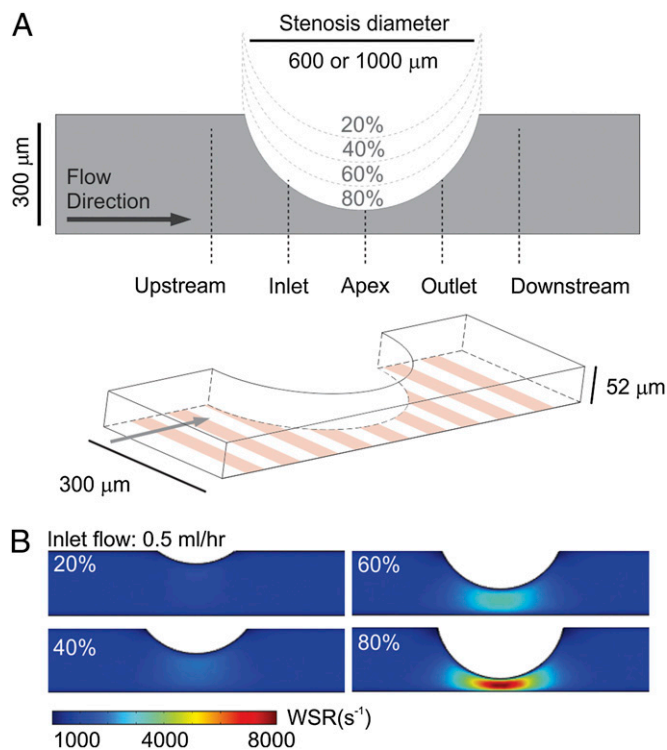 A
Stenosis diameter
600 or 1000 μm
20%
40%
60%
80%
300 μm
Flow
Direction
Upstream
Inlet
Apex
Outlet
Downstream
52 μm
300 μm
B
Inlet flow: 0.5 ml/hr
20%
60%
40%
80%
WSR(s⁻¹)
1000
4000
8000